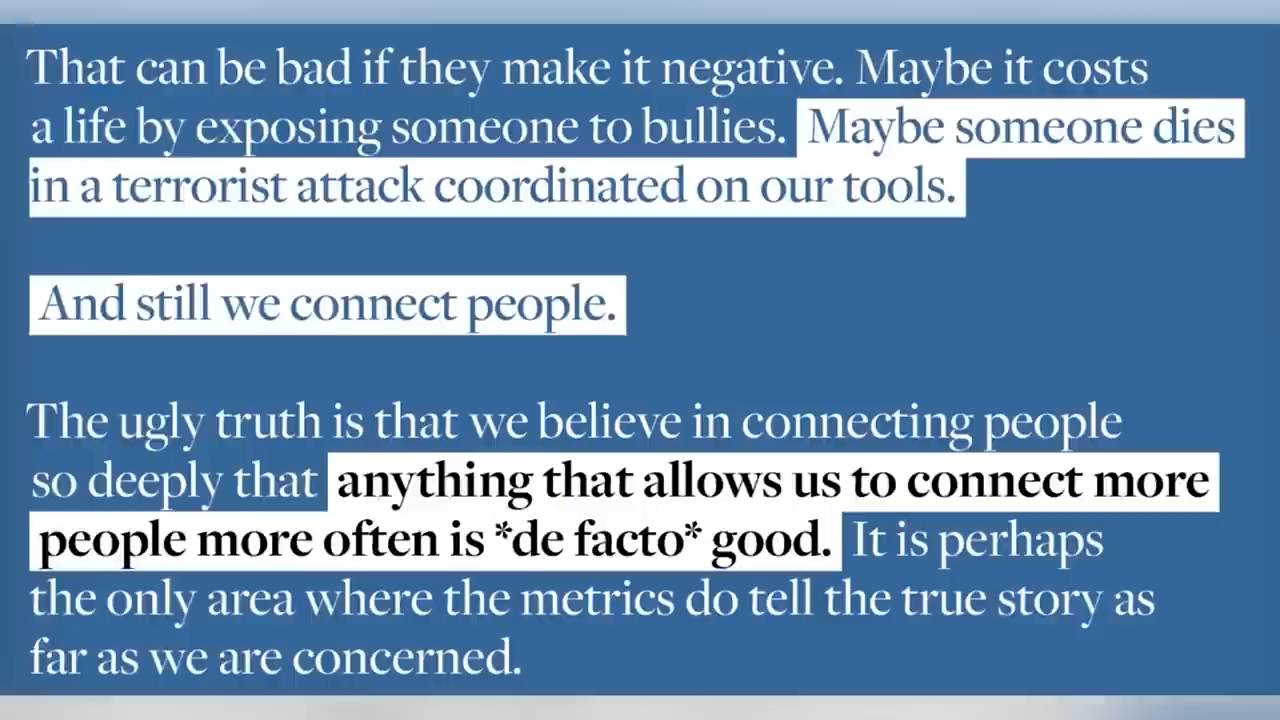 That can be bad if they make it negative. Maybe it costs
a life by exposing someone to bullies. Maybe someone dies
in a terrorist attack coordinated on our tools.
And still we connect people.
The ugly truth is that we believe in connecting people
so deeply that anything that allows us to connect more
people more often is *de facto* good. It is perhaps
the only area where the metrics do tell the true story as
far as we are concerned.